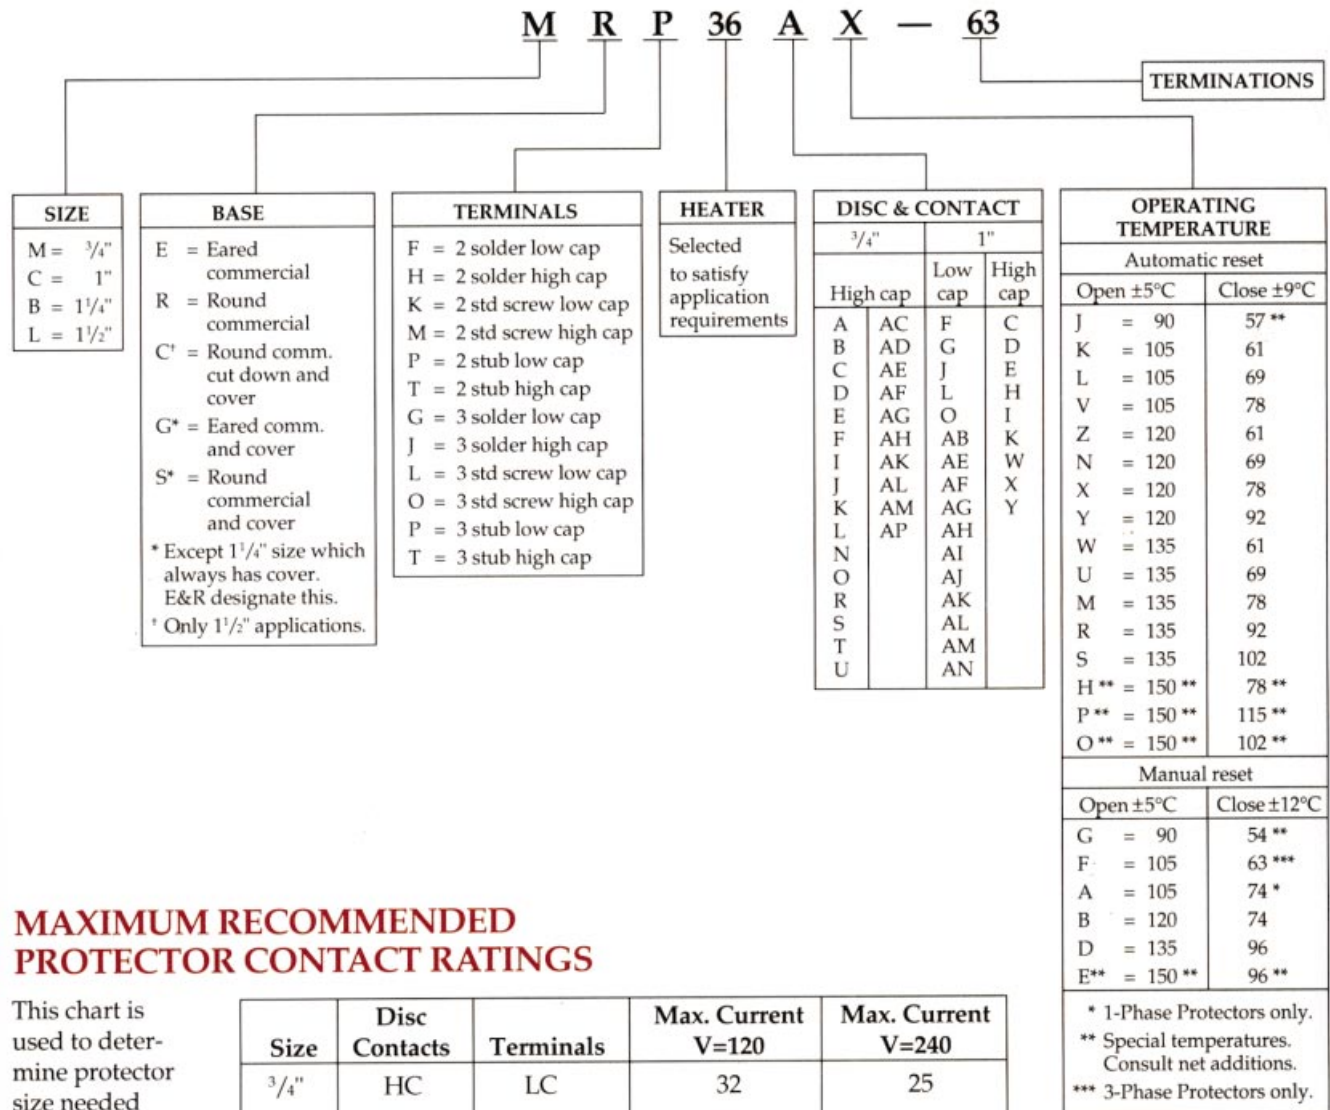 M R P 36 A X — 63
TERMINATIONS
SIZE
M = 3/4"
C = 1"
B = 1 1/4"
L = 1 1/2"
BASE
E = Eared
commercial
R = Round
commercial
C† = Round comm.
cut down and
cover
G* = Eared comm.
and cover
S* = Round
commercial
and cover
* Except 1 1/4" size which
always has cover.
E&R designate this.
† Only 1 1/2" applications.
TERMINALS
F = 2 solder low cap
H = 2 solder high cap
K = 2 std screw low cap
M = 2 std screw high cap
P = 2 stub low cap
T = 2 stub high cap
G = 3 solder low cap
J = 3 solder high cap
L = 3 std screw low cap
O = 3 std screw high cap
P = 3 stub low cap
T = 3 stub high cap
HEATER
Selected
to satisfy
application
requirements
DISC & CONTACT
3/4" 1"
High cap Low cap High cap
A AC F C
B AD G D
C AE J E
D AF L H
E AG O I
F AH AB K
I AK AE W
J AL AF X
K AM AG Y
L AP AH
N AI
O AJ
R AK
S AL
T AM
U AN
OPERATING
TEMPERATURE
Automatic reset
Open ±5°C Close ±9°C
J = 90 57 **
K = 105 61
L = 105 69
V = 105 78
Z = 120 61
N = 120 69
X = 120 78
Y = 120 92
W = 135 61
U = 135 69
M = 135 78
R = 135 92
S = 135 102
H ** = 150 ** 78 **
P ** = 150 ** 115 **
O ** = 150 ** 102 **
Manual reset
Open ±5°C Close ±12°C
G = 90 54 **
F = 105 63 ***
A = 105 74 *
B = 120 74
D = 135 96
E** = 150 ** 96 **
* 1-Phase Protectors only.
** Special temperatures.
Consult net additions.
*** 3-Phase Protectors only.
MAXIMUM RECOMMENDED
PROTECTOR CONTACT RATINGS
This chart is
used to deter-
mine protector
size needed
Size Disc Contacts Terminals Max. Current V=120 Max. Current V=240
3/4" HC LC 32 25